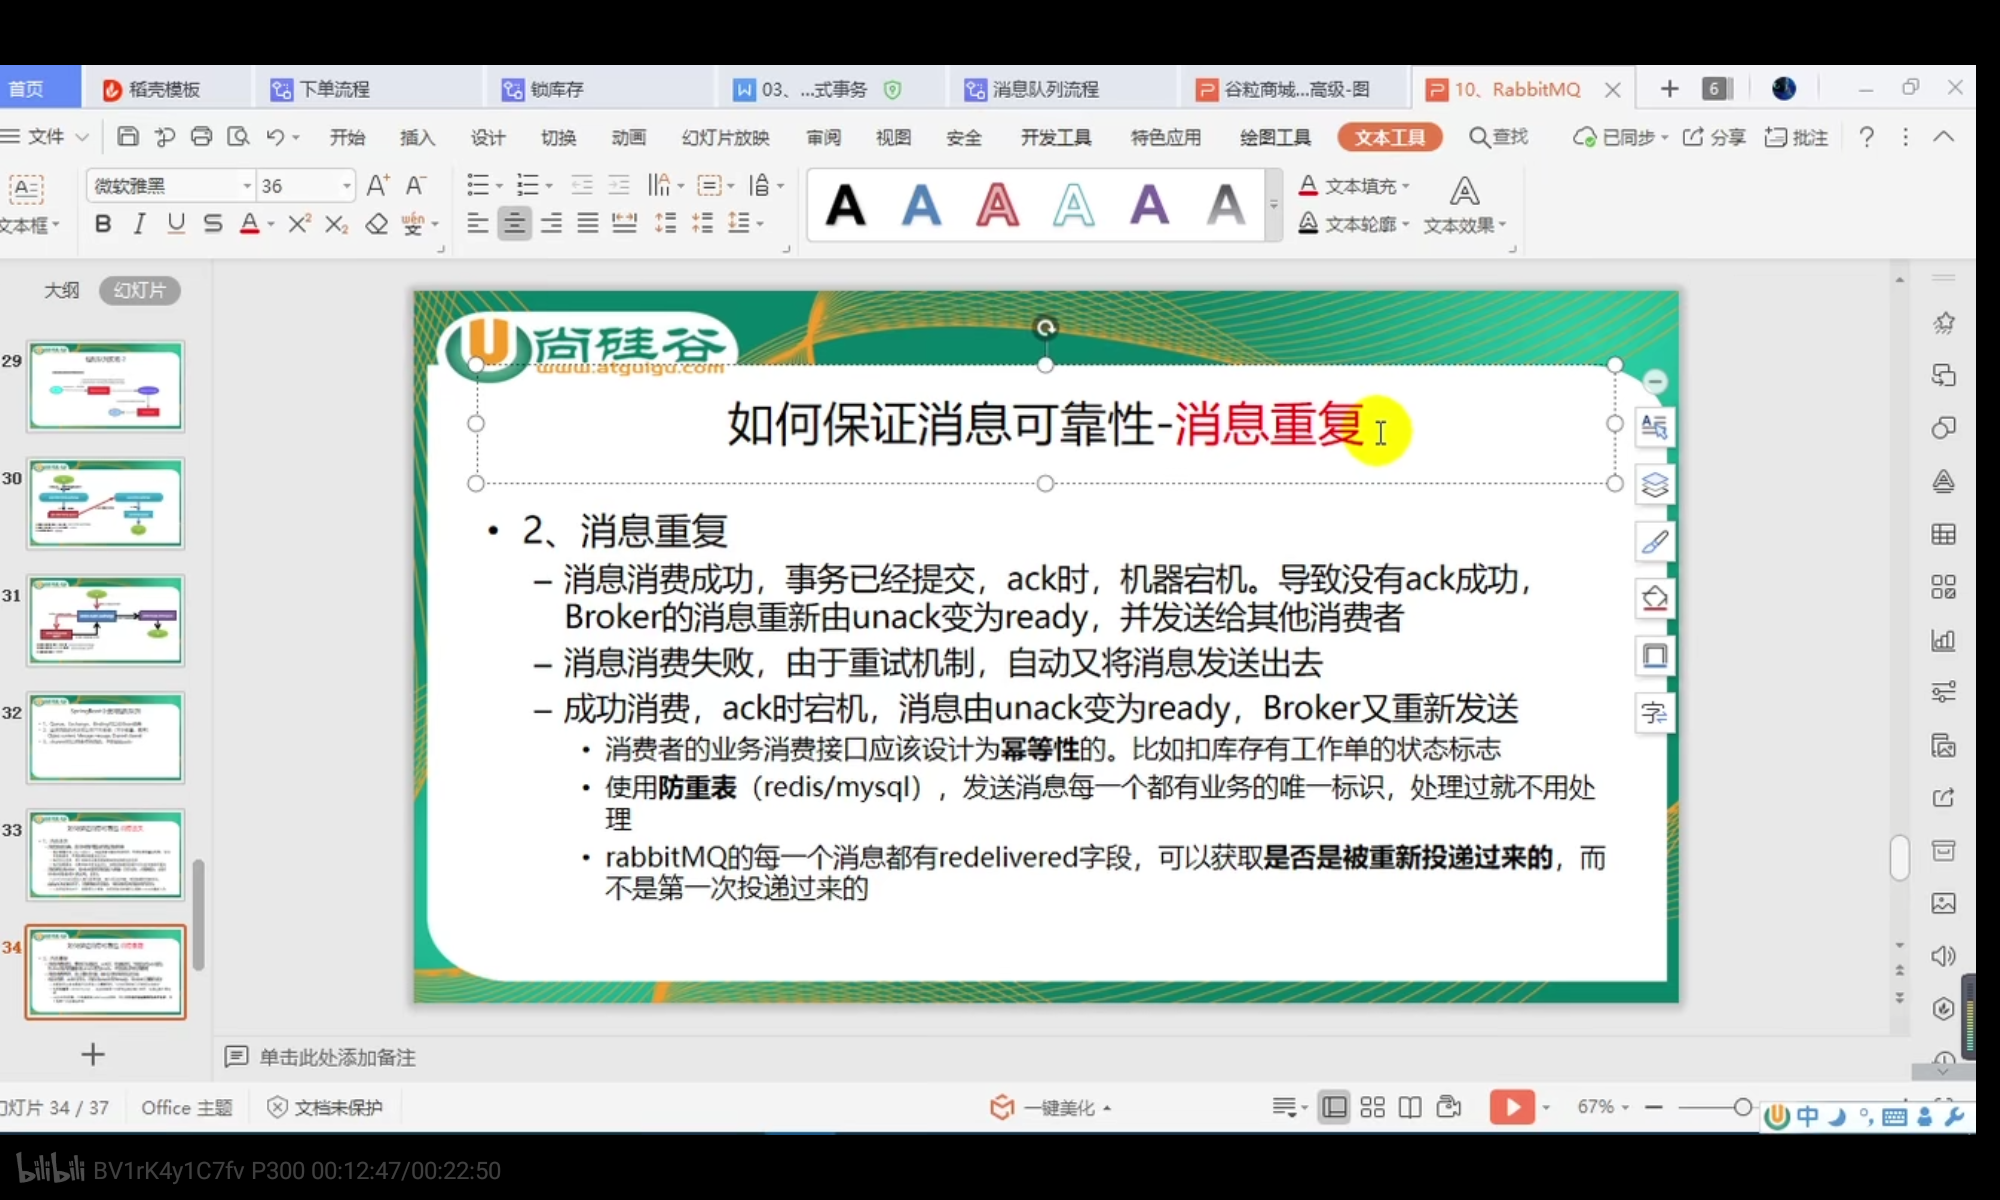 首页
稻壳模板
下单流程
锁库存
03、...式事务
消息队列流程
谷粒商城...高级-图
10、RabbitMQ
6
文件
开始
插入
设计
切换
动画
幻灯片放映
审阅
视图
安全
开发工具
特色应用
绘图工具
文本工具
查找
已同步
分享
批注
微软雅黑
36
文本框
文本填充
文本轮廓
文本效果
大纲
幻灯片
29
30
31
32
33
34
尚硅谷
www.atguigu.com
如何保证消息可靠性-消息重复
• 2、消息重复
– 消息消费成功，事务已经提交，ack时，机器宕机。导致没有ack成功，
Broker的消息重新由unack变为ready，并发送给其他消费者
– 消息消费失败，由于重试机制，自动又将消息发送出去
– 成功消费，ack时宕机，消息由unack变为ready，Broker又重新发送
• 消费者的业务消费接口应该设计为幂等性的。比如扣库存有工作单的状态标志
• 使用防重表（redis/mysql），发送消息每一个都有业务的唯一标识，处理过就不用处
理
• rabbitMQ的每一个消息都有redelivered字段，可以获取是否是被重新投递过来的，而
不是第一次投递过来的
单击此处添加备注
幻灯片 34 / 37
Office 主题
文档未保护
一键美化
67%
中
bilibili BV1rK4y1C7fv P300 00:12:47/00:22:50